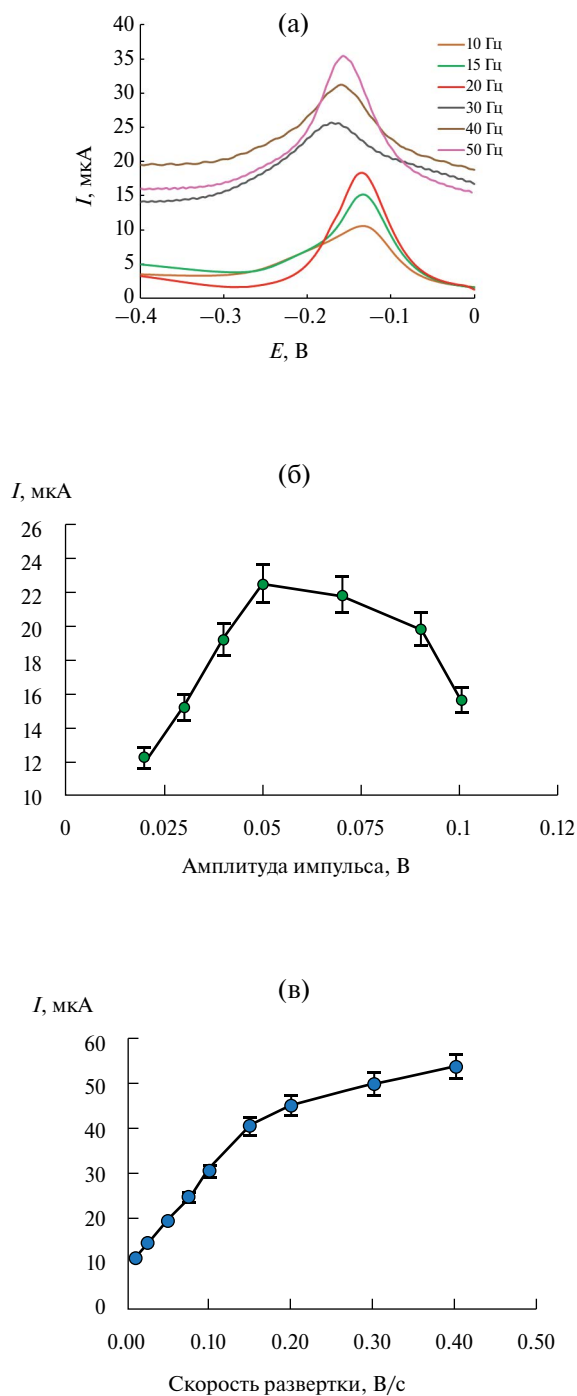 (а)
40
35
30
25
20
15
10
5
0
I, мкА
10 Гц
15 Гц
20 Гц
30 Гц
40 Гц
50 Гц
−0.4 −0.3 −0.2 −0.1 0
E, В
(б)
I, мкА
26
24
22
20
18
16
14
12
10
0 0.025 0.05 0.075 0.1 0.12
Амплитуда импульса, В
(в)
I, мкА
60
50
40
30
20
10
0
0.00 0.10 0.20 0.30 0.40 0.50
Скорость развертки, В/с